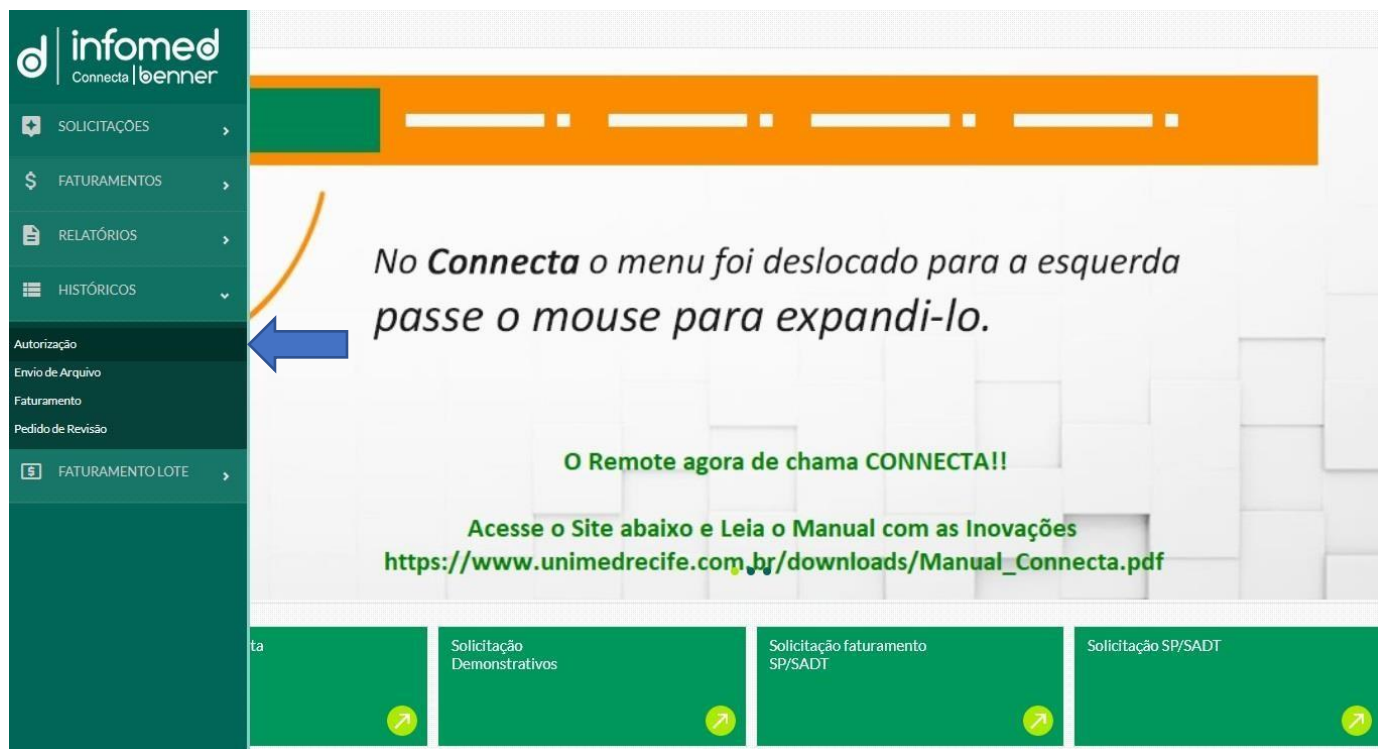 infomed
Connecta benner
SOLICITAÇÕES
FATURAMENTOS
RELATÓRIOS
HISTÓRICOS
Autorização
Envio de Arquivo
Faturamento
Pedido de Revisão
FATURAMENTO LOTE
No Connecta o menu foi deslocado para a esquerda
passe o mouse para expandi-lo.
O Remote agora de chama CONNECTA!!
Acesse o Site abaixo e Leia o Manual com as Inovações
https://www.unimedrecife.com.br/downloads/Manual_Connecta.pdf
ta
Solicitação
Demonstrativos
Solicitação faturamento
SP/SADT
Solicitação SP/SADT